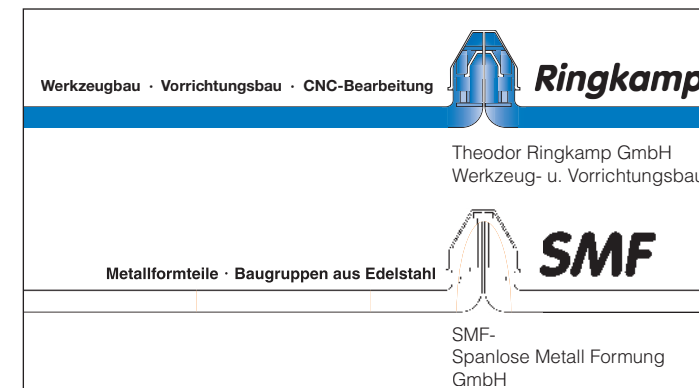 Werkzeugbau · Vorrichtungsbau · CNC-Bearbeitung
Ringkamp
Theodor Ringkamp GmbH
Werkzeug- u. Vorrichtungsbau
SMF
Metallformteile · Baugruppen aus Edelstahl
SMF-
Spanlose Metall Formung
GmbH